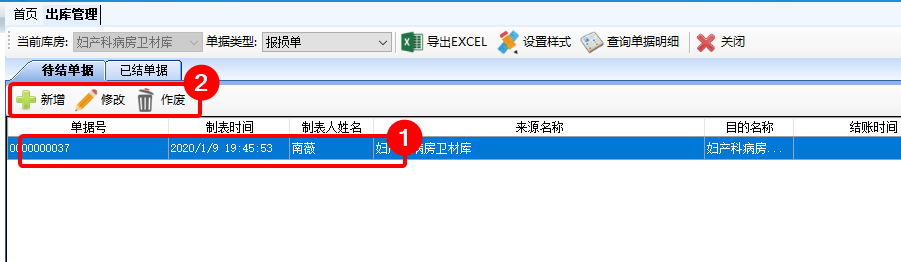 首页 出库管理
当前库房: 妇产科病房卫材库 单据类型: 报损单 导出EXCEL 设置样式 查询单据明细 关闭
待结单据 已结单据
2
新增 修改 作废
单据号 制表时间 制表人姓名 来源名称 目的名称 结账时间
1
0000000037 2020/1/9 19:45:53 南薇 妇产科病房卫材库 妇产科病房...